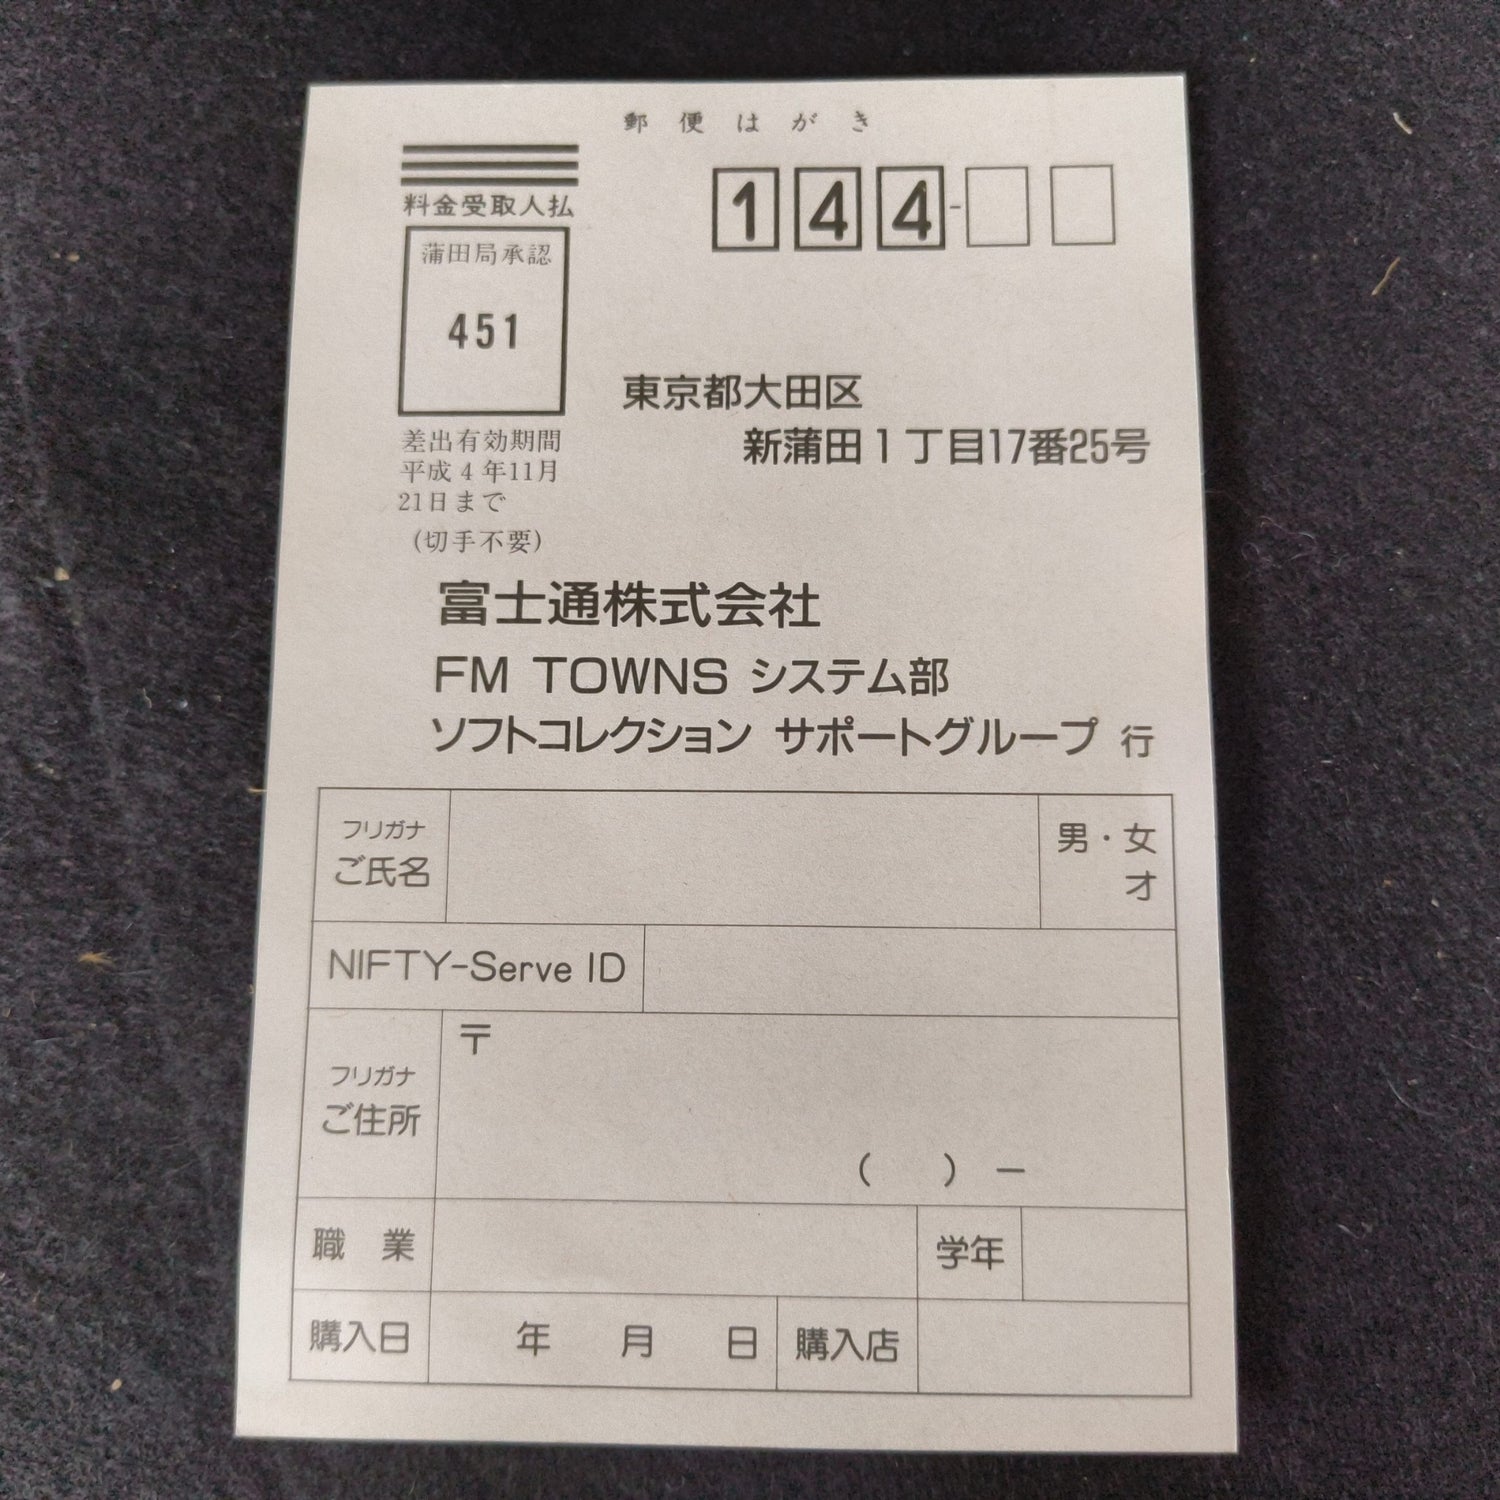 郵便はがき
料金受取人払
蒲田局承認
451
差出有効期間
平成4年11月
21日まで
(切手不要)
144-
東京都大田区
新蒲田1丁目17番25号
富士通株式会社
FM TOWNS システム部
ソフトコレクション サポートグループ 行
フリガナ
ご氏名
男・女
才
NIFTY-Serve ID
フリガナ
ご住所
〒
( ) ー
職 業
学年
購入日
年 月 日
購入店